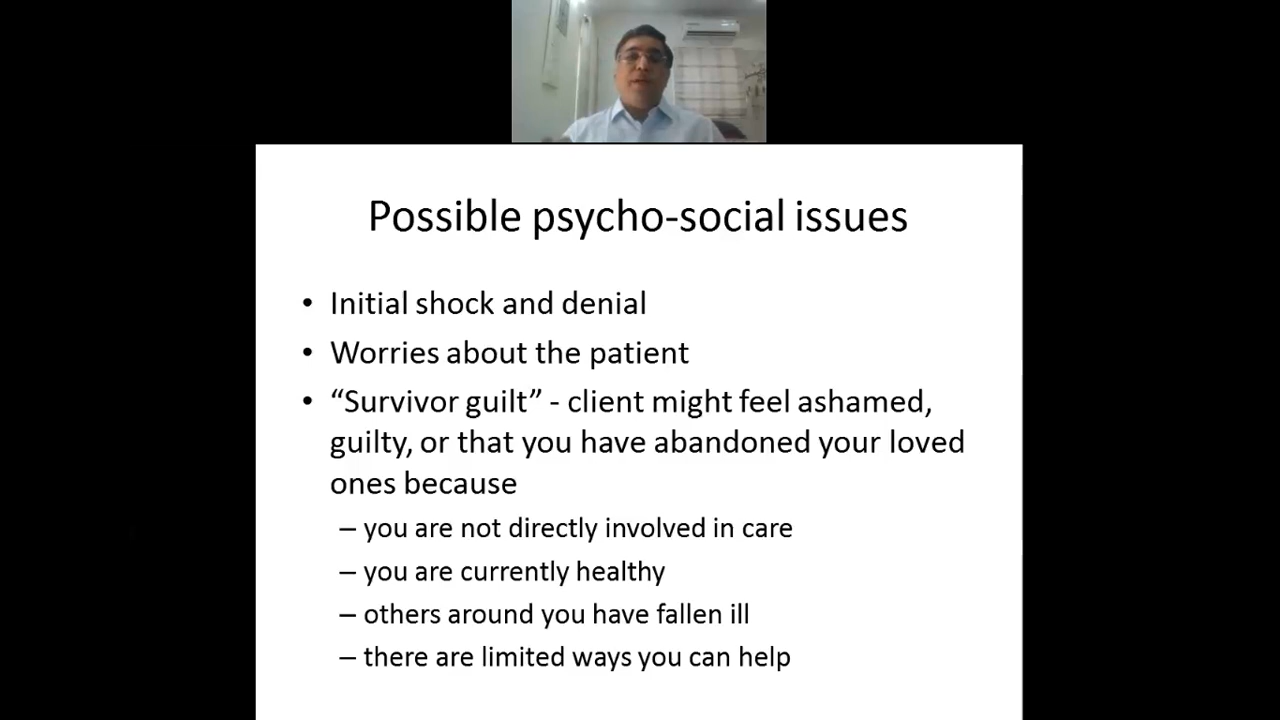 Possible psycho-social issues
• Initial shock and denial
• Worries about the patient
• “Survivor guilt” - client might feel ashamed,
guilty, or that you have abandoned your loved
ones because
– you are not directly involved in care
– you are currently healthy
– others around you have fallen ill
– there are limited ways you can help